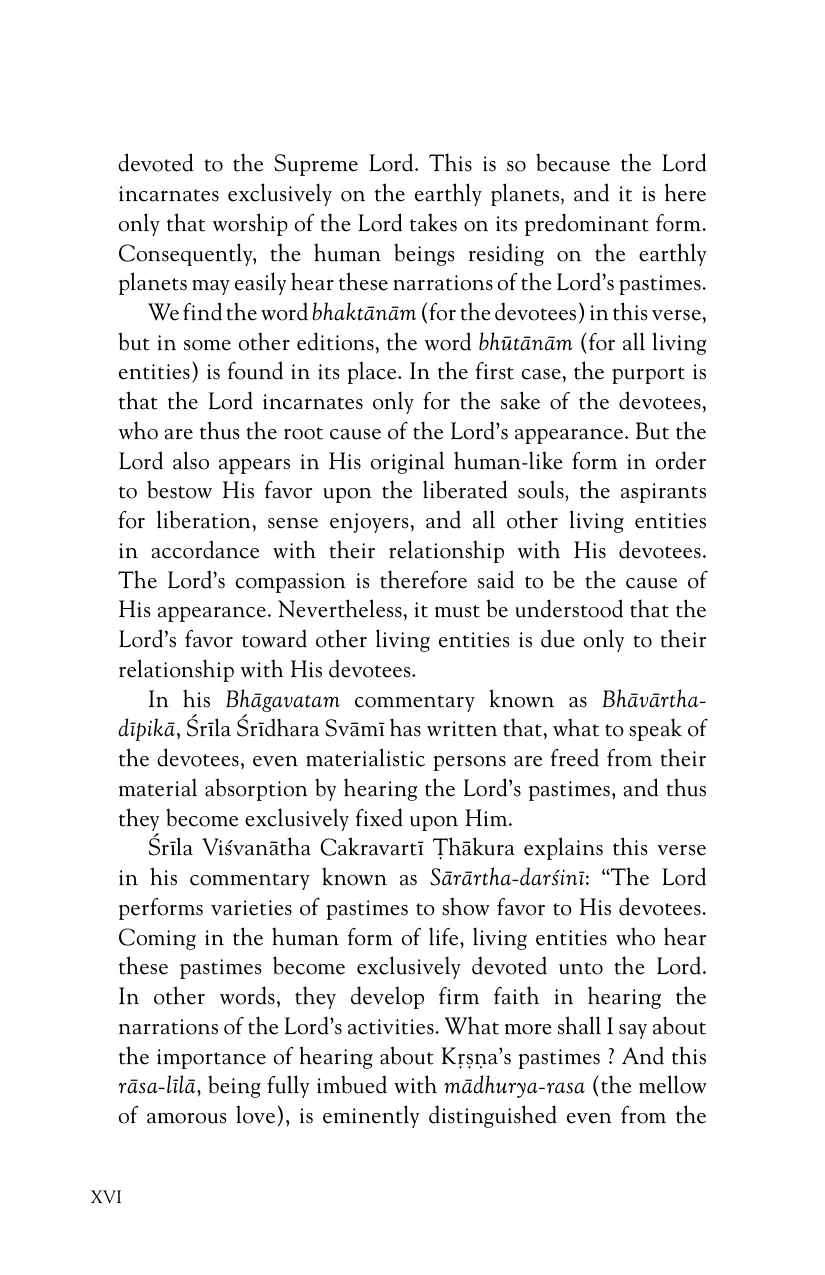 devoted to the Supreme Lord. This is so because the Lord
incarnates exclusively on the earthly planets, and it is here
only that worship of the Lord takes on its predominant form.
Consequently, the human beings residing on the earthly
planets may easily hear these narrations of the Lord’s pastimes.
We find the word bhaktānām (for the devotees) in this verse,
but in some other editions, the word bhūtānām (for all living
entities) is found in its place. In the first case, the purport is
that the Lord incarnates only for the sake of the devotees,
who are thus the root cause of the Lord’s appearance. But the
Lord also appears in His original human-like form in order
to bestow His favor upon the liberated souls, the aspirants
for liberation, sense enjoyers, and all other living entities
in accordance with their relationship with His devotees.
The Lord’s compassion is therefore said to be the cause of
His appearance. Nevertheless, it must be understood that the
Lord’s favor toward other living entities is due only to their
relationship with His devotees.
In his Bhāgavatam commentary known as Bhāvārtha-
dīpikā, Śrīla Śrīdhara Svāmī has written that, what to speak of
the devotees, even materialistic persons are freed from their
material absorption by hearing the Lord’s pastimes, and thus
they become exclusively fixed upon Him.
Śrīla Viśvanātha Cakravartī Ṭhākura explains this verse
in his commentary known as Sārārtha-darśinī: “The Lord
performs varieties of pastimes to show favor to His devotees.
Coming in the human form of life, living entities who hear
these pastimes become exclusively devoted unto the Lord.
In other words, they develop firm faith in hearing the
narrations of the Lord’s activities. What more shall I say about
the importance of hearing about Kṛṣṇa’s pastimes ? And this
rāsa-līlā, being fully imbued with mādhurya-rasa (the mellow
of amorous love), is eminently distinguished even from the
XVI